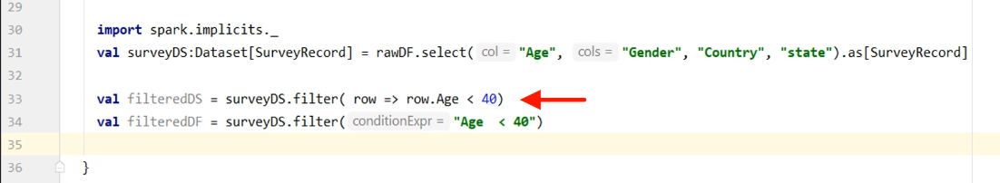 29
30 import spark.implicits._
31 val surveyDS:Dataset[SurveyRecord] = rawDF.select( col = "Age", cols = "Gender", "Country", "state").as[SurveyRecord]
32
33 val filteredDS = surveyDS.filter( row => row.Age < 40)
34 val filteredDF = surveyDS.filter( conditionExpr = "Age  < 40")
35
36 }